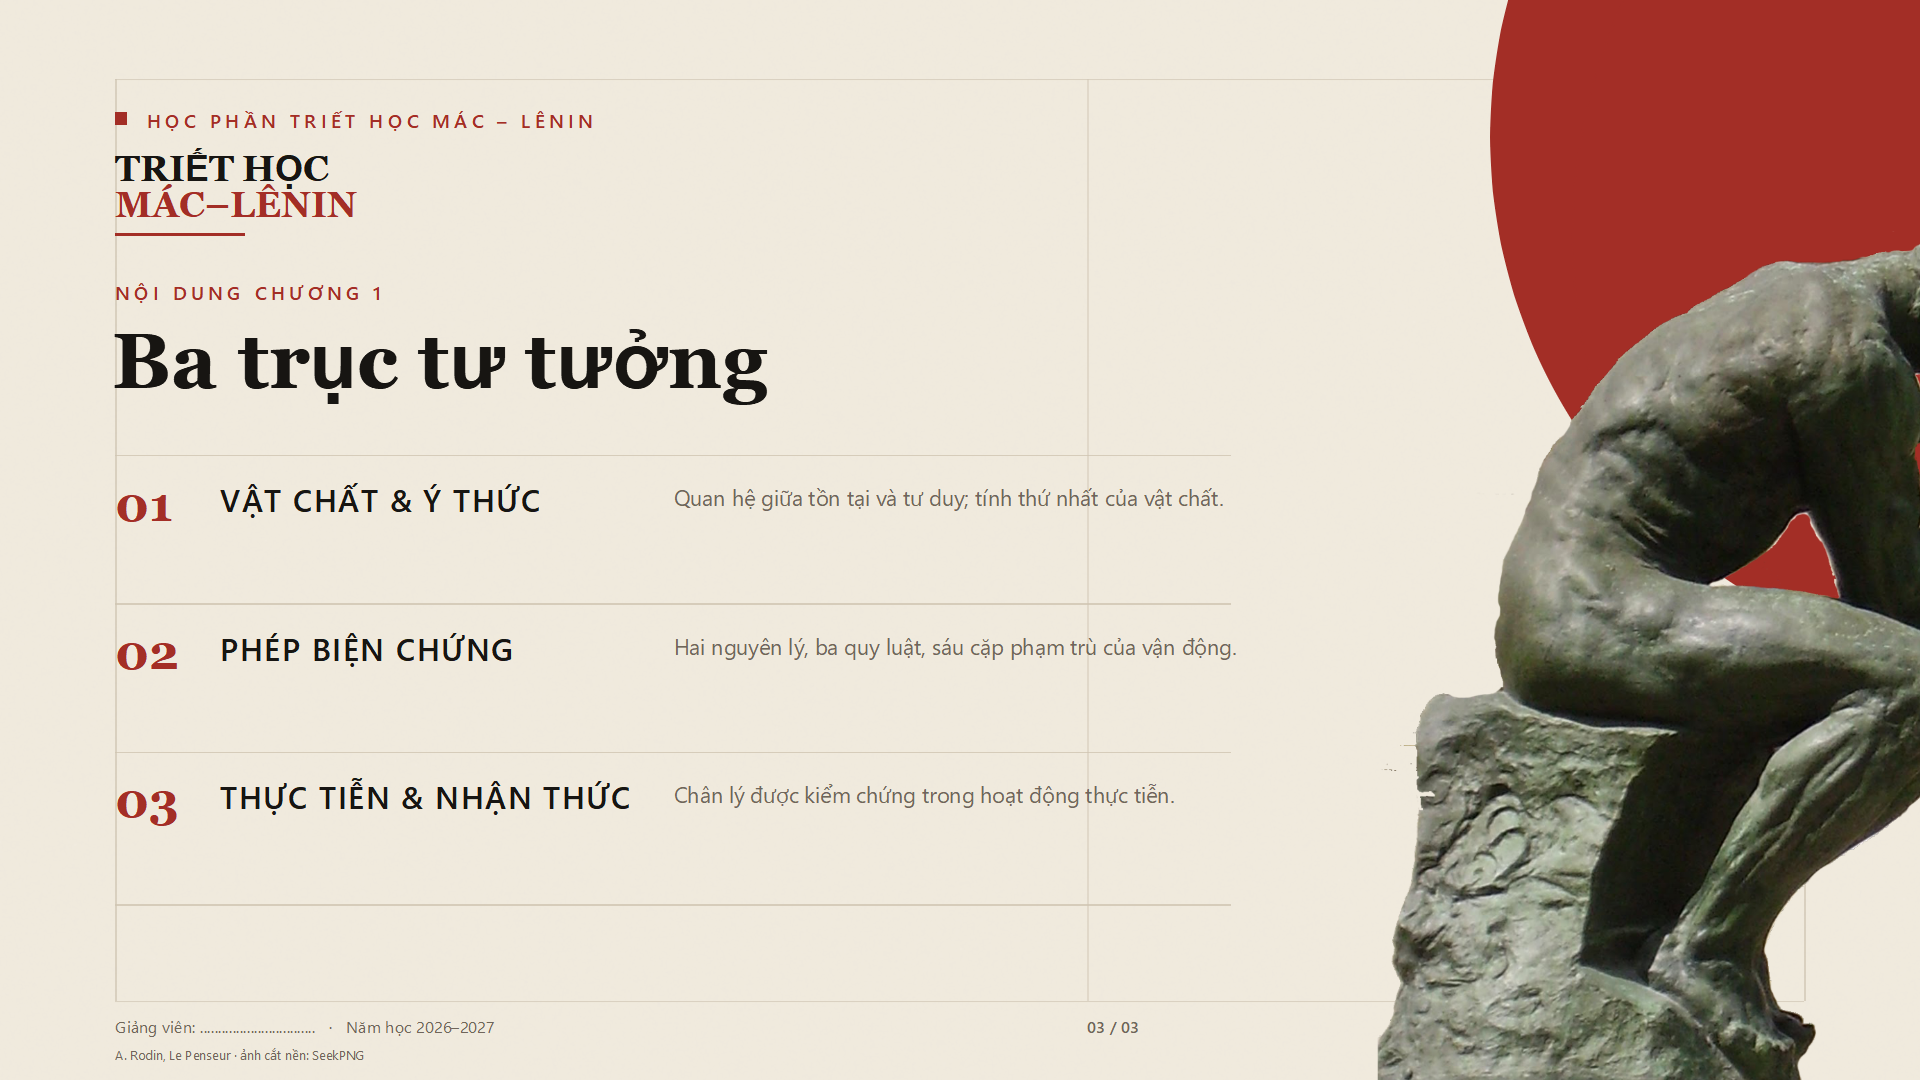 HỌC PHẦN TRIẾT HỌC MÁC – LÊNIN
TRIẾT HỌC
MÁC–LÊNIN
NỘI DUNG CHƯƠNG 1
Ba trục tư tưởng
01 VẬT CHẤT & Ý THỨC Quan hệ giữa tồn tại và tư duy; tính thứ nhất của vật chất.
02 PHÉP BIỆN CHỨNG Hai nguyên lý, ba quy luật, sáu cặp phạm trù của vận động.
03 THỰC TIỄN & NHẬN THỨC Chân lý được kiểm chứng trong hoạt động thực tiễn.
Giảng viên: ................................ · Năm học 2026–2027 03 / 03
A. Rodin, Le Penseur · ảnh cắt nền: SeekPNG